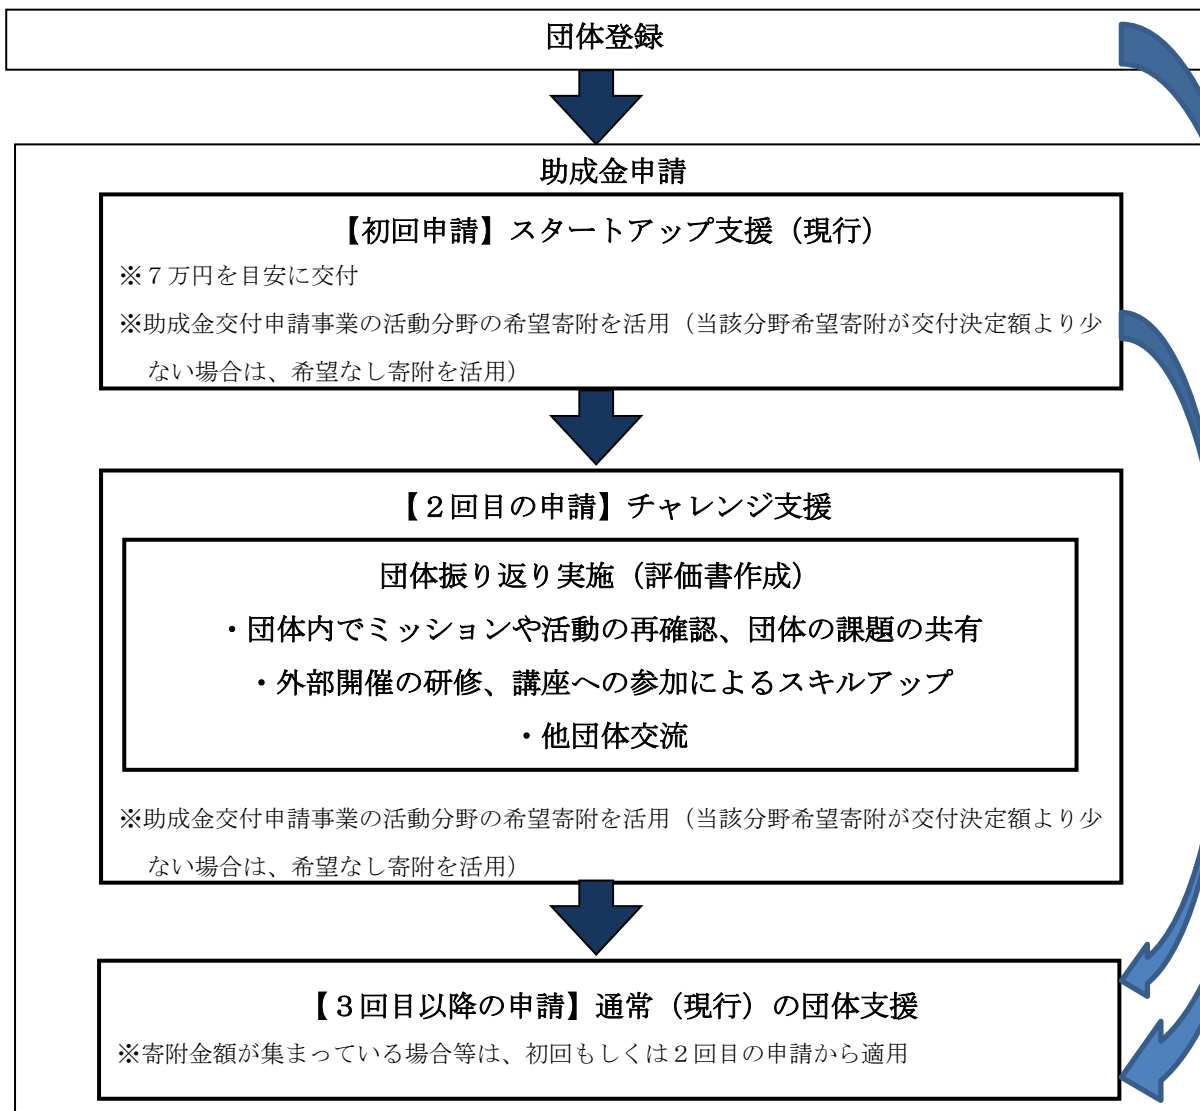 団体登録
助成金申請
【初回申請】スタートアップ支援（現行）
※７万円を目安に交付
※助成金交付申請事業の活動分野の希望寄附を活用（当該分野希望寄附が交付決定額より少
ない場合は、希望なし寄附を活用）
【２回目の申請】チャレンジ支援
団体振り返り実施（評価書作成）
・団体内でミッションや活動の再確認、団体の課題の共有
・外部開催の研修、講座への参加によるスキルアップ
・他団体交流
※助成金交付申請事業の活動分野の希望寄附を活用（当該分野希望寄附が交付決定額より少
ない場合は、希望なし寄附を活用）
【３回目以降の申請】通常（現行）の団体支援
※寄附金額が集まっている場合等は、初回もしくは２回目の申請から適用